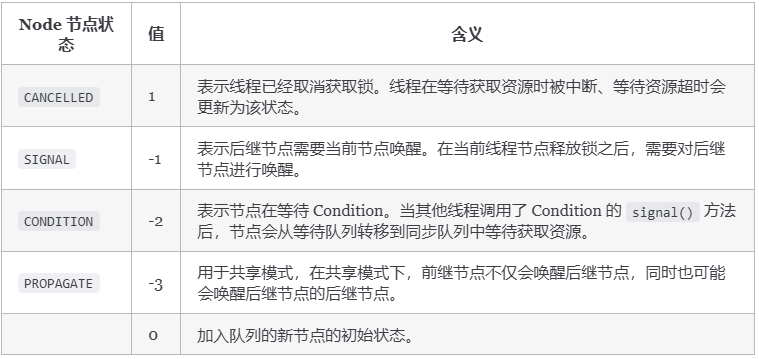 Node 节点状
态
值
含义
CANCELLED
1
表示线程已经取消获取锁。线程在等待获取资源时被中断、等待资源超时会
更新为该状态。
SIGNAL
-1
表示后继节点需要当前节点唤醒。在当前线程节点释放锁之后，需要对后继
节点进行唤醒。
CONDITION
-2
表示节点在等待 Condition。当其他线程调用了 Condition 的 signal() 方法
后，节点会从等待队列转移到同步队列中等待获取资源。
PROPAGATE
-3
用于共享模式，在共享模式下，前继节点不仅会唤醒后继节点，同时也可能
会唤醒后继节点的后继节点。
0
加入队列的新节点的初始状态。